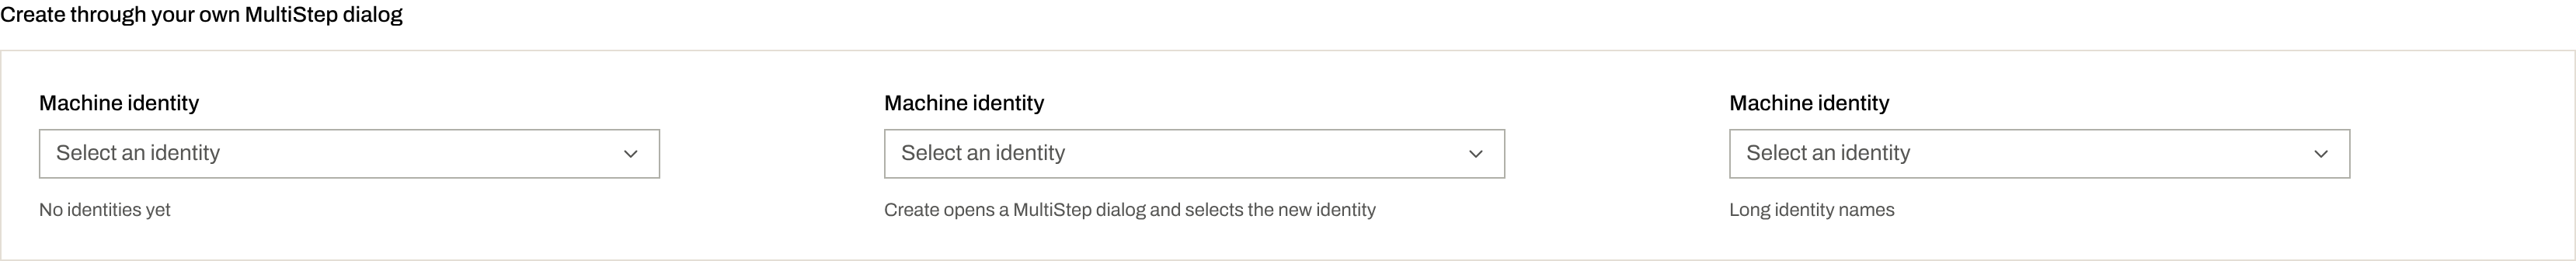 Create through your own MultiStep dialog
Machine identity
Select an identity
No identities yet
Machine identity
Select an identity
Create opens a MultiStep dialog and selects the new identity
Machine identity
Select an identity
Long identity names